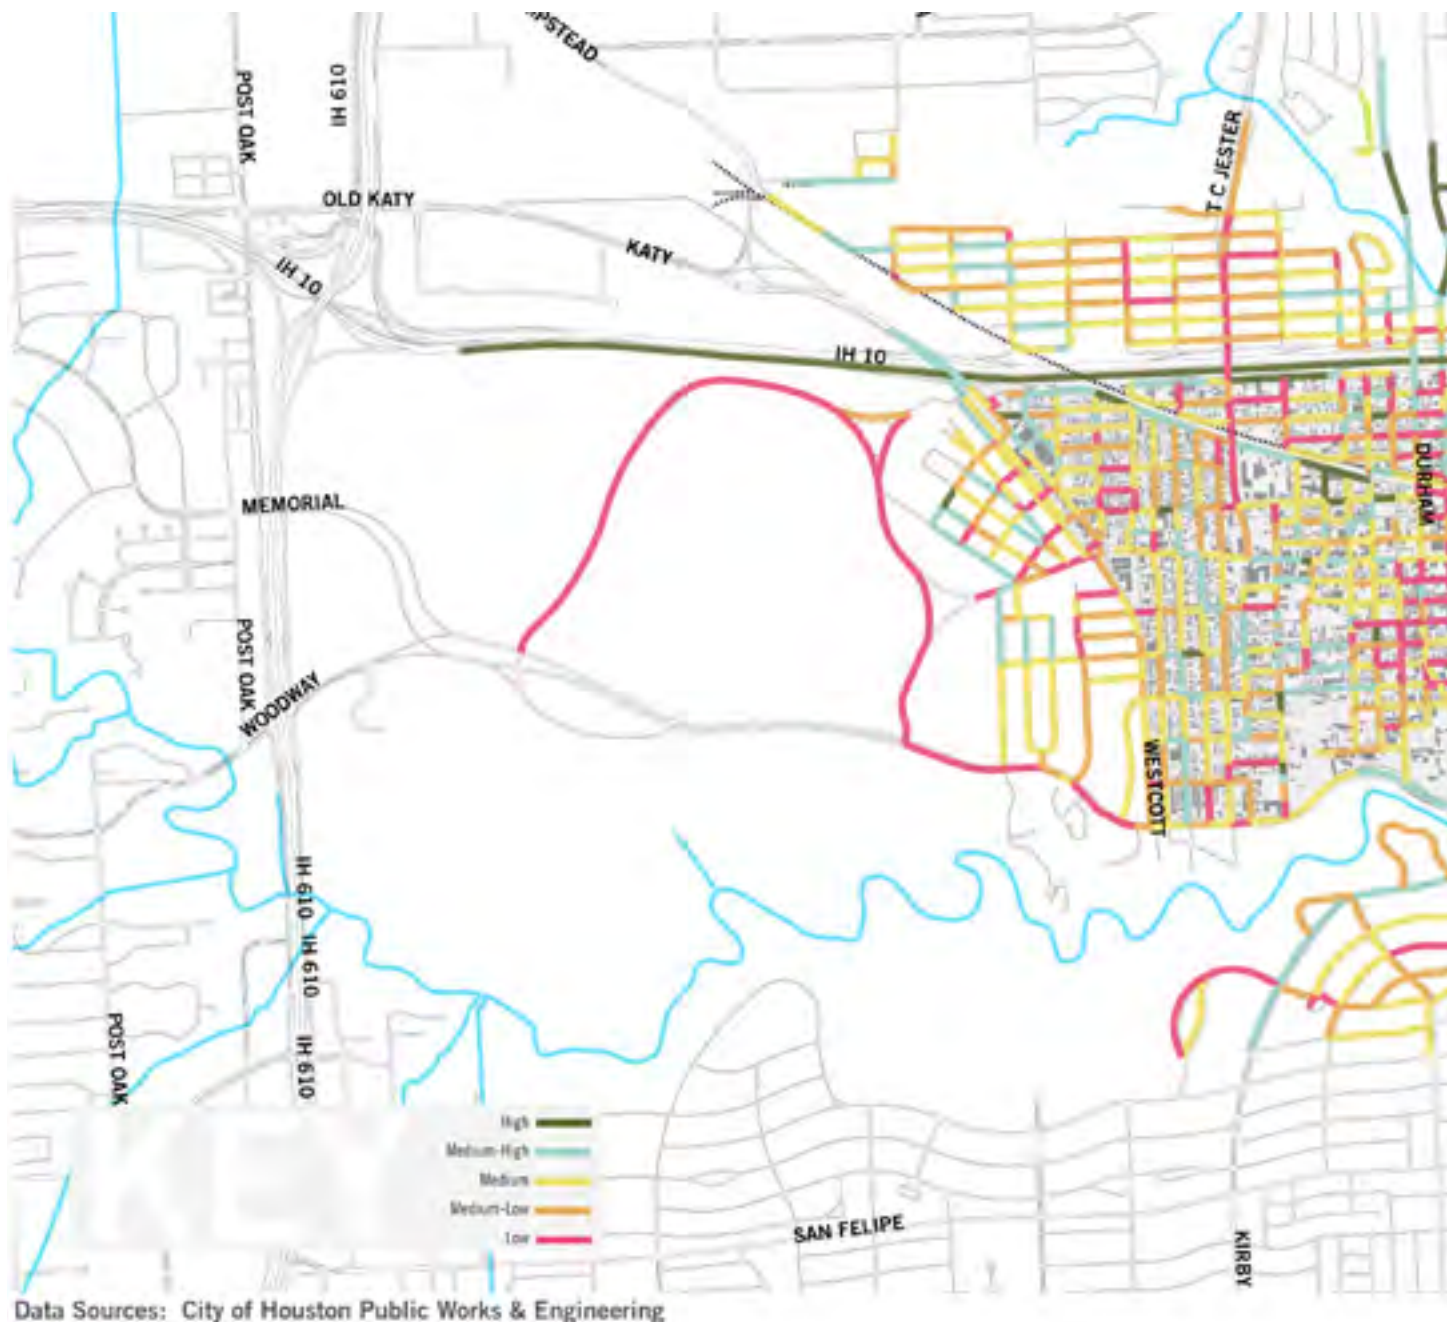 MPSTEAD
POST OAK
IH 610
T C JESTER
OLD KATY
KATY
IH 10
IH 10
DURHAM
MEMORIAL
POST OAK
WOODWAY
WESTCOTT
IH 610
IH 610
POST OAK
IH 610
KEY
High
Medium-High
Medium
Medium-Low
Low
SAN FELIPE
KIRBY
Data Sources: City of Houston Public Works & Engineering